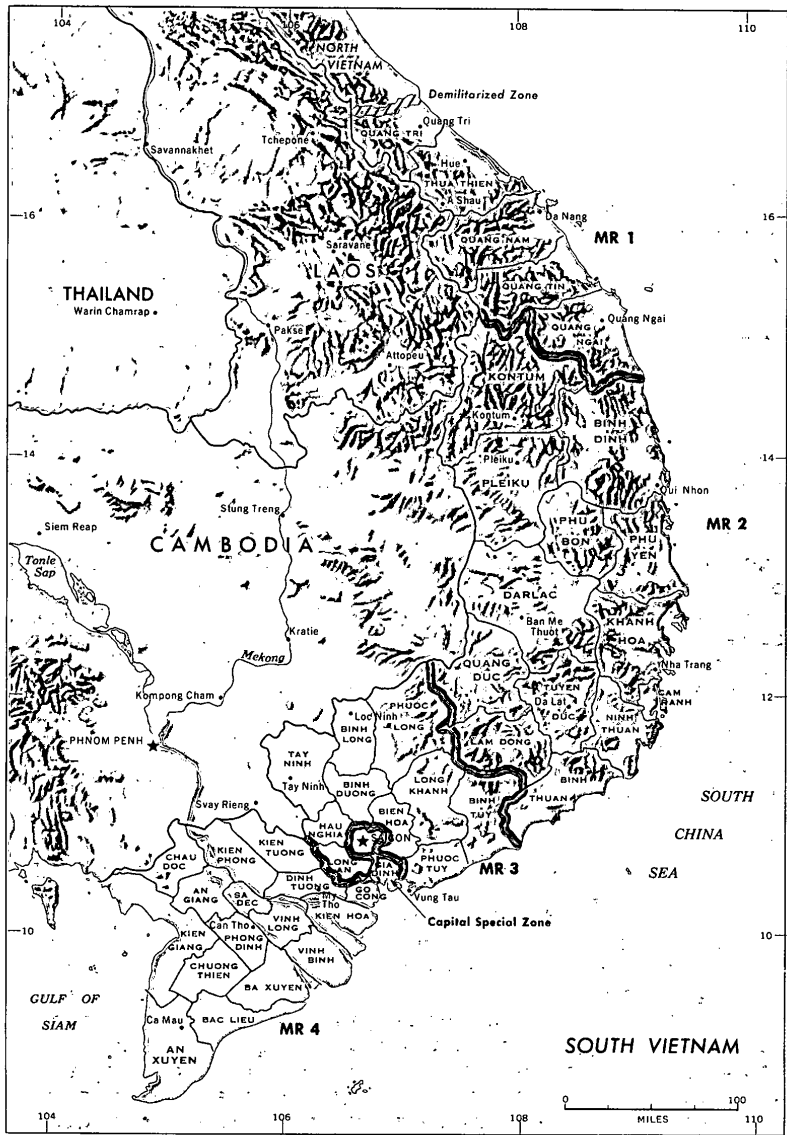 104
106
108
110
NORTH
VIETNAM
Demilitarized Zone
Quang Tri
QUANG TRI
Tchepone
Savannakhet
Hue
THUA THIEN
A Shau
16
Da Nang
16
MR 1
Saravane
QUANG NAM
LAOS
QUANG TIN
THAILAND
Warin Chamrap
Pakse
QUANG
NGAI
Quang Ngai
Attopeu
KONTUM
Kontum
BINH
DINH
14
Pleiku
14
PLEIKU
Qui Nhon
Stung Treng
Siem Reap
PHU
BON
PHU
YEN
MR 2
CAMBODIA
Tonle
Sap
DARLAC
Ban Me
Thuot
KHANH
HOA
Kratie
Mekong
QUANG
DUC
Nha Trang
Kompong Cham
TUYEN
DUC
Da Lat
CAM
RANH
12
PHUOC
LONG
Loc Ninh
BINH
LONG
NINH
THUAN
PHNOM PENH
LAM DONG
TAY
NINH
Tay Ninh
BINH
DUONG
LONG
KHANH
BINH
TUY
BINH
THUAN
Svay Rieng
BIEN
HOA
HAU
NGHIA
SAIGON
SOUTH
CHINA
SEA
KIEN
PHONG
KIEN
TUONG
LONG
AN
GIA
DINH
PHUOC
TUY
MR 3
CHAU
DOC
DINH
TUONG
GO
CONG
Vung Tau
AN
GIANG
SA
DEC
My
Tho
KIEN HOA
Capital Special Zone
10
Can Tho
VINH
LONG
10
KIEN
GIANG
PHONG
DINH
VINH
BINH
CHUONG
THIEN
BA XUYEN
GULF OF
SIAM
Ca Mau
BAC LIEU
MR 4
AN
XUYEN
SOUTH VIETNAM
0
100
MILES
104
106
108
110